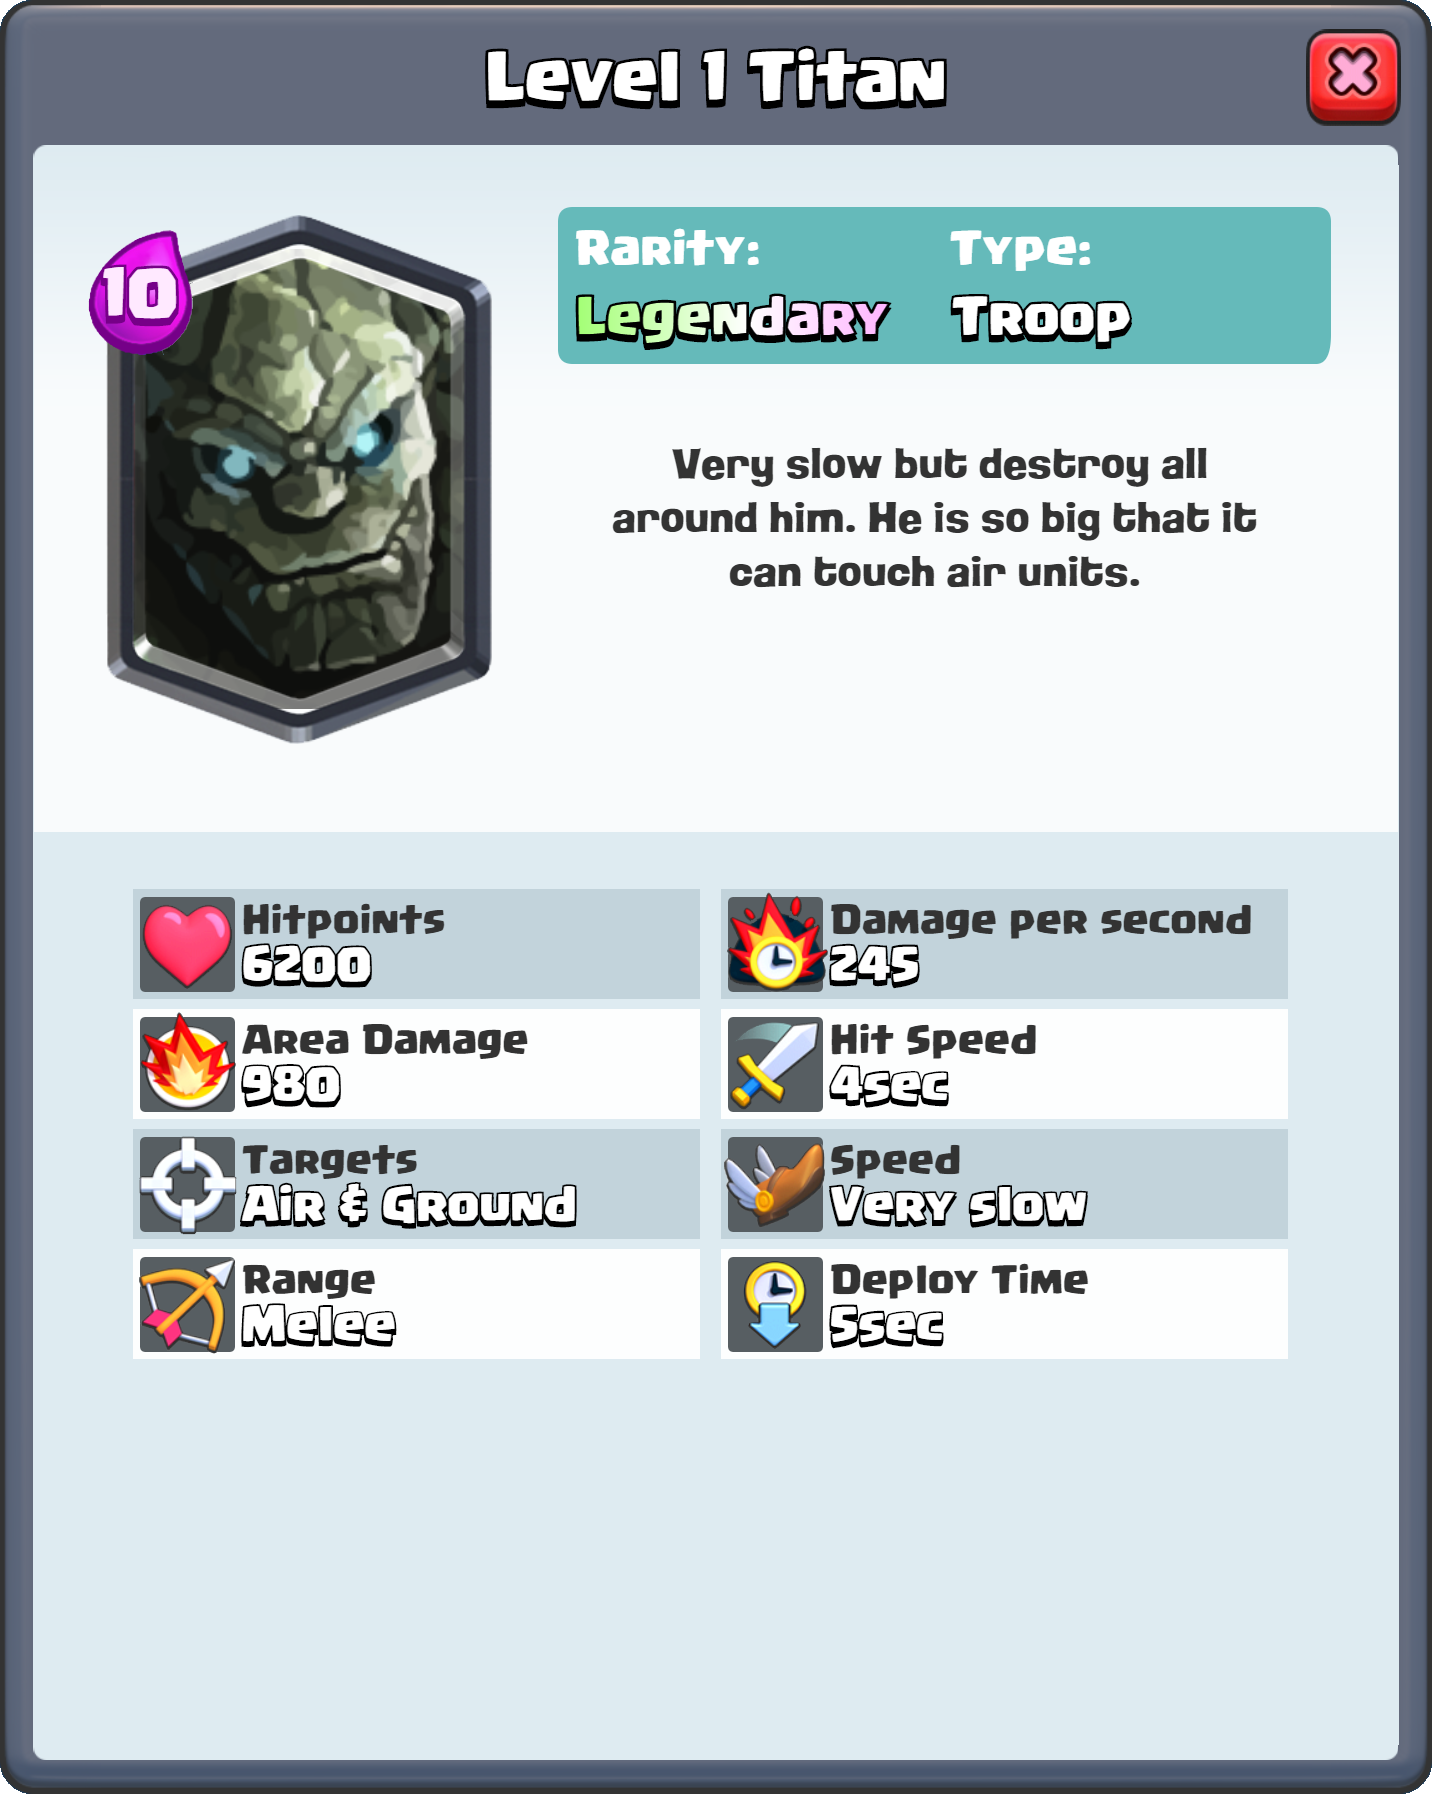 Level 1 Titan
10
Rarity: Type:
Legendary Troop
Very slow but destroy all
around him. He is so big that it
can touch air units.
Hitpoints Damage per second
6200 245
Area Damage Hit Speed
980 4sec
Targets Speed
Air & Ground Very slow
Range Deploy Time
Melee 5sec